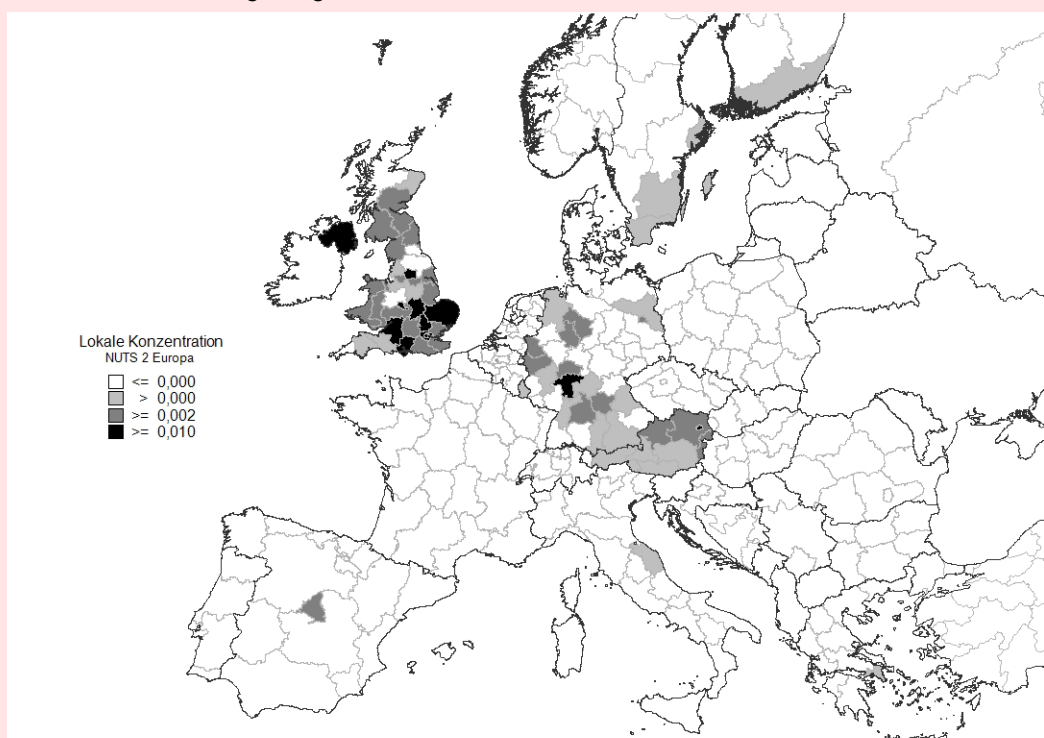 Lokale Konzentration
NUTS 2 Europa
<= 0,000
> 0,000
>= 0,002
>= 0,010